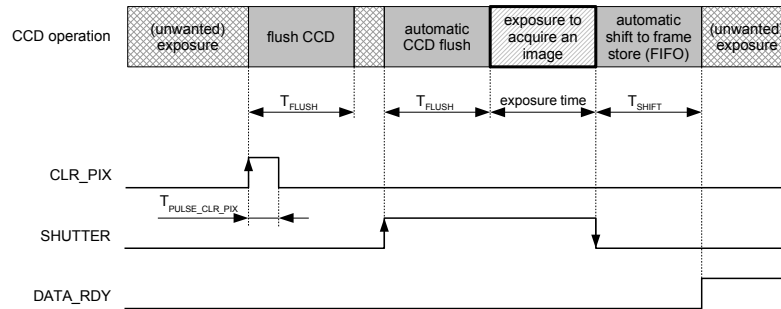 CCD operation
(unwanted)
exposure
flush CCD
automatic
CCD flush
exposure to
acquire an
image
automatic
shift to frame
store (FIFO)
(unwanted)
exposure
TFLUSH
TFLUSH
exposure time
TSHIFT
CLR_PIX
TPULSE_CLR_PIX
SHUTTER
DATA_RDY